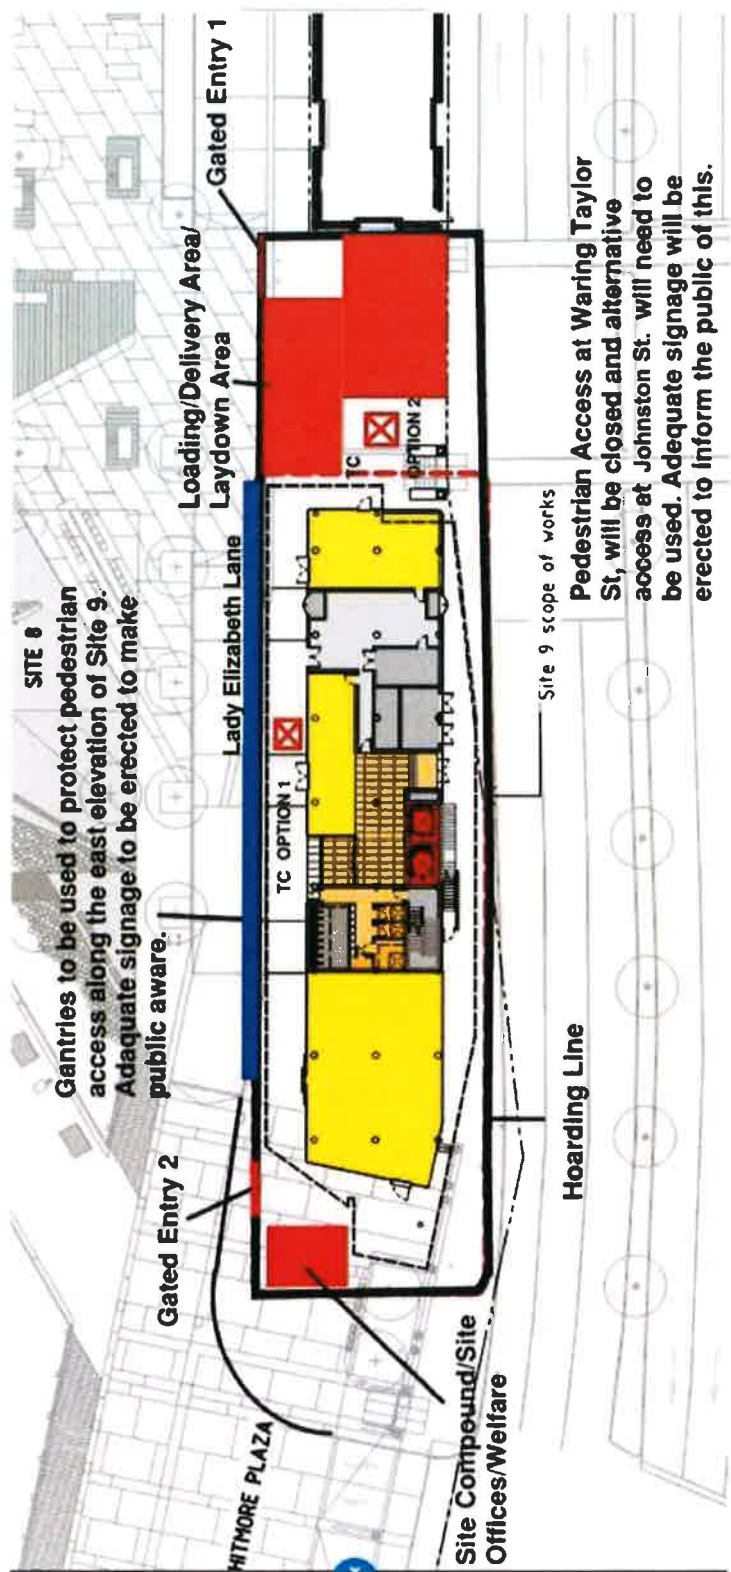 SITE 8
Gantries to be used to protect pedestrian
access along the east elevation of Site 9.
Adaquate signage to be erected to make
public aware.
Gated Entry 2
Lady Elizabeth Lane
Loading/Delivery Area/
Laydown Area
Gated Entry 1
TC OPTION 1
TC
OPTION 2
HITMORE PLAZA
Site Compound/Site
Offices/Welfare
Hoarding Line
Site 9 scope of works
Pedestrian Access at Waring Taylor
St, will be closed and alternative
access at Johnston St. will need to
be used. Adequate signage will be
erected to inform the public of this.